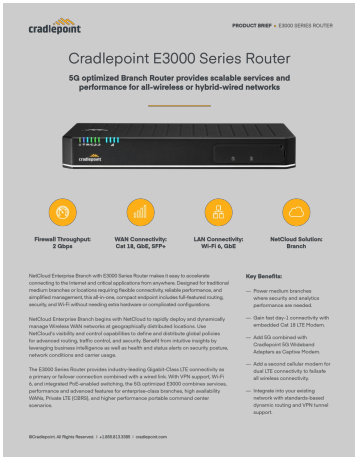 cradlepoint
PRODUCT BRIEF • E3000 SERIES ROUTER
Cradlepoint E3000 Series Router
5G optimized Branch Router provides scalable services and
performance for all-wireless or hybrid-wired networks
cradlepoint
Firewall Throughput:
2 Gbps
WAN Connectivity:
Cat 18, GbE, SFP+
LAN Connectivity:
Wi-Fi 6, GbE
NetCloud Solution:
Branch
NetCloud Enterprise Branch with E3000 Series Router makes it easy to accelerate
connecting to the Internet and critical applications from anywhere. Designed for traditional
medium branches or locations requiring flexible connectivity, reliable performance, and
simplified management, this all-in-one, compact endpoint includes full-featured routing,
security, and Wi-Fi without needing extra hardware or complicated configurations.
NetCloud Enterprise Branch begins with NetCloud to rapidly deploy and dynamically
manage Wireless WAN networks at geographically distributed locations. Use
NetCloud's visibility and control capabilities to define and distribute global policies
for advanced routing, traffic control, and security. Benefit from intuitive insights by
leveraging business intelligence as well as health and status alerts on security posture,
network conditions and carrier usage.
The E3000 Series Router provides industry-leading Gigabit-Class LTE connectivity as
a primary or failover connection combined with a wired link. With VPN support, Wi-Fi
6, and integrated PoE-enabled switching, the 5G optimized E3000 combines services,
performance and advanced features for enterprise-class branches, high availability
WANs, Private LTE (CBRS), and higher performance portable command center
scenarios.
Key Benefits:
— Power medium branches
where security and analytics
performance are needed.
— Gain fast day-1 connectivity with
embedded Cat 18 LTE Modem.
— Add 5G combined with
Cradlepoint 5G Wideband
Adapters as Captive Modem.
— Add a second cellular modem for
dual LTE connectivity to failsafe
all wireless connectivity.
— Integrate into your existing
network with standards-based
dynamic routing and VPN tunnel
support
©Cradlepoint. All Rights Reserved. | +1.855.813.3385 | cradlepoint.com